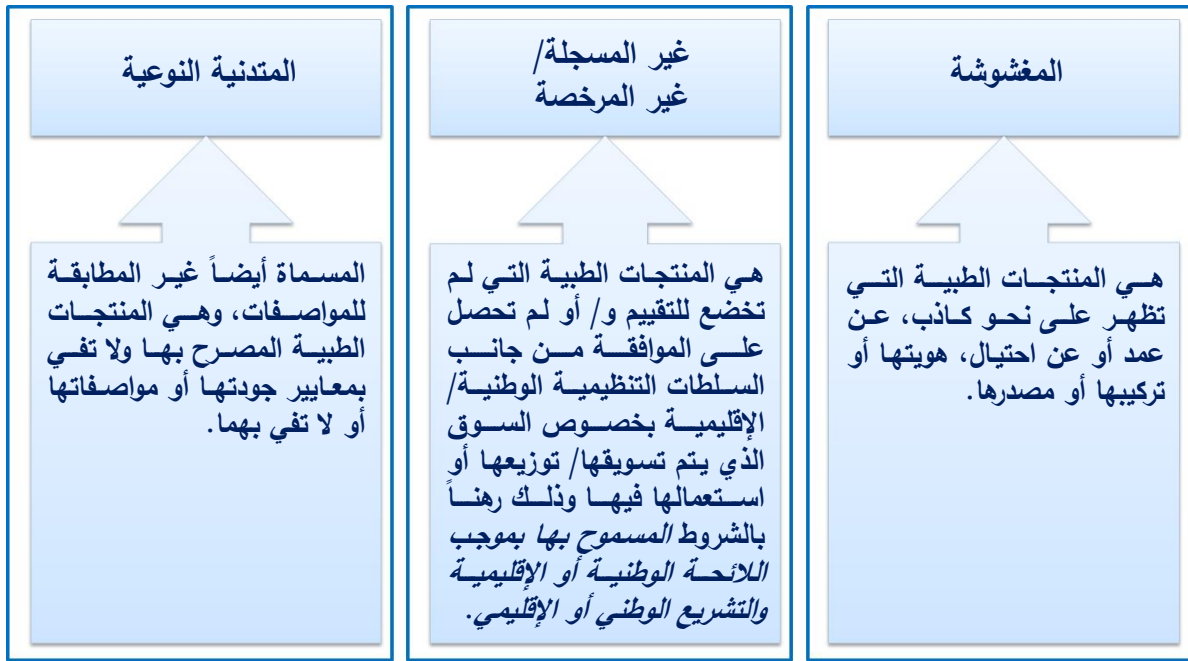 المغشوشة
هي المنتجات الطبية التي
تظهر على نحو كاذب، عن
عمد أو عن احتيال، هويتها أو
تركيبها أو مصدرها.
غير المسجلة/
غير المرخصة
هي المنتجات الطبية التي لم
تخضع للتقييم و/ أو لم تحصل
على الموافقة من جانب
السلطات التنظيمية الوطنية/
الإقليمية بخصوص السوق
الذي يتم تسويقها/ توزيعها أو
استعمالها فيها وذلك رهناً
بالشروط المسموح بها بموجب
اللائحة الوطنية أو الإقليمية
والتشريع الوطني أو الإقليمي.
المتدنية النوعية
المسماة أيضاً غير المطابقة
للمواصفات، وهي المنتجات
الطبية المصرح بها ولا تفي
بمعايير جودتها أو مواصفاتها
أو لا تفي بهما.